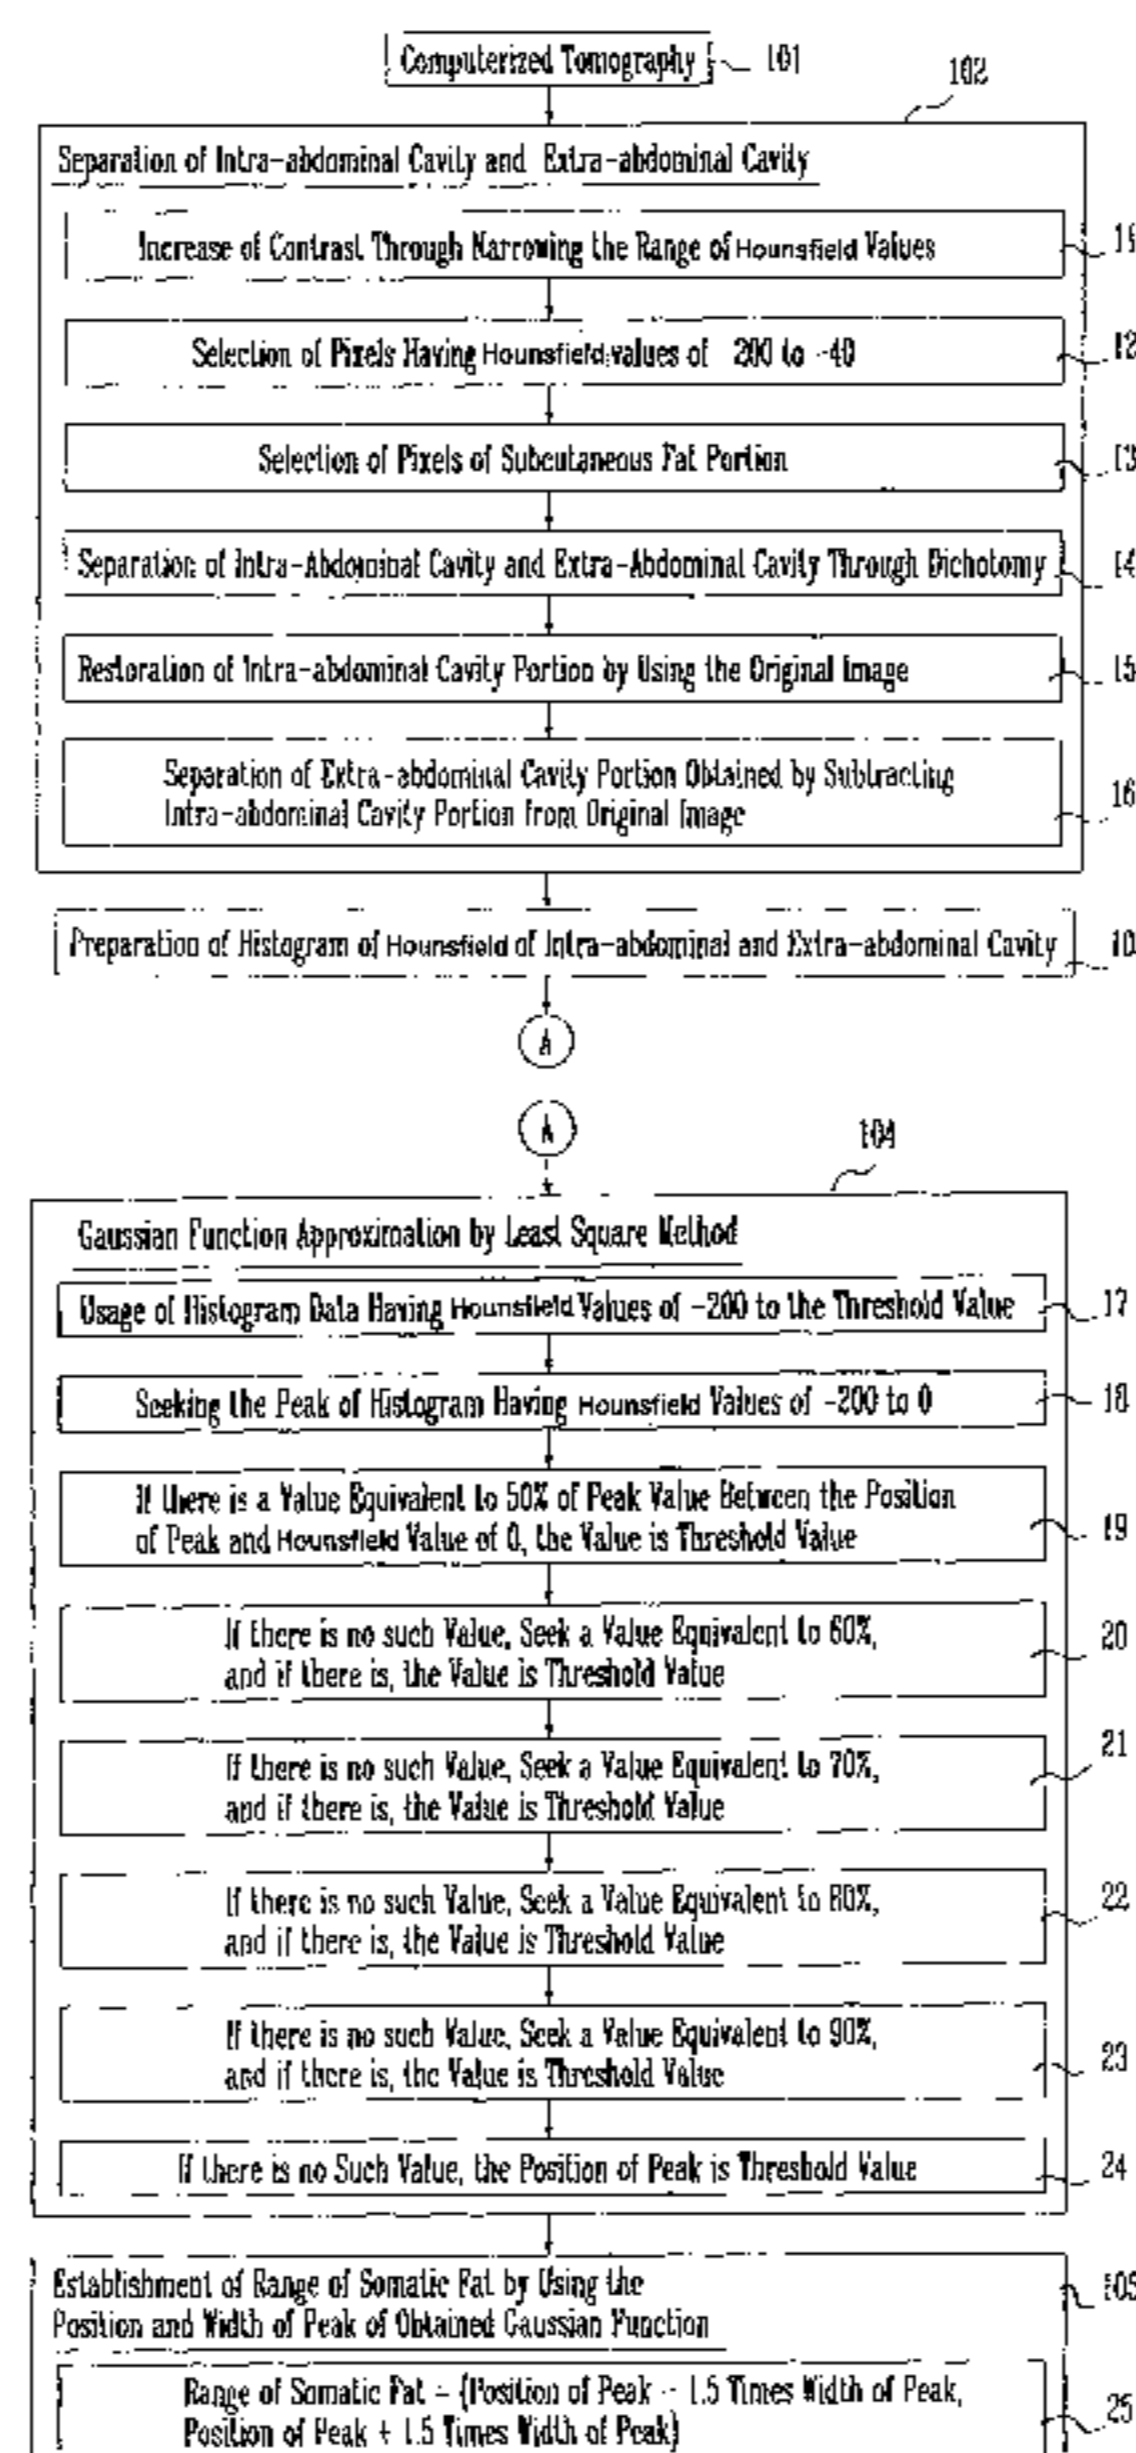 Computerized Tomography
101
102
Separation of Intra-abdominal Cavity and Extra-abdominal Cavity
Increase of Contrast Through Narrowing the Range of Hounsfield Values
11
Selection of Pixels Having Hounsfield values of 200 to -40
12
Selection of Pixels of Subcutaneous Fat Portion
13
Separation of Intra-Abdominal Cavity and Extra-Abdominal Cavity Through Dichotomy
14
Restoration of Intra-abdominal Cavity Portion by Using the Original Image
15
Separation of Extra-abdominal Cavity Portion Obtained by Subtracting
Intra-abdominal Cavity Portion from Original Image
16
Preparation of Histogram of Hounsfield of Intra-abdominal and Extra-abdominal Cavity
10
A
A
104
Gaussian Function Approximation by Least Square Method
Usage of Histogram Data Having Hounsfield Values of -200 to the Threshold Value
17
Seeking the Peak of Histogram Having Hounsfield Values of -200 to 0
18
If there is a Value Equivalent to 50% of Peak Value Between the Position
of Peak and Hounsfield Value of 0, the Value is Threshold Value
19
If there is no such Value, Seek a Value Equivalent to 60%,
and if there is, the Value is Threshold Value
20
If there is no such Value, Seek a Value Equivalent to 70%,
and if there is, the Value is Threshold Value
21
If there is no such Value, Seek a Value Equivalent to 80%,
and if there is, the Value is Threshold Value
22
If there is no such Value, Seek a Value Equivalent to 90%,
and if there is, the Value is Threshold Value
23
If there is no Such Value, the Position of Peak is Threshold Value
24
Establishment of Range of Somatic Fat by Using the
Position and Width of Peak of Obtained Gaussian Function
105
Range of Somatic Fat = (Position of Peak - 1.5 Times Width of Peak,
Position of Peak + 1.5 Times Width of Peak)
25